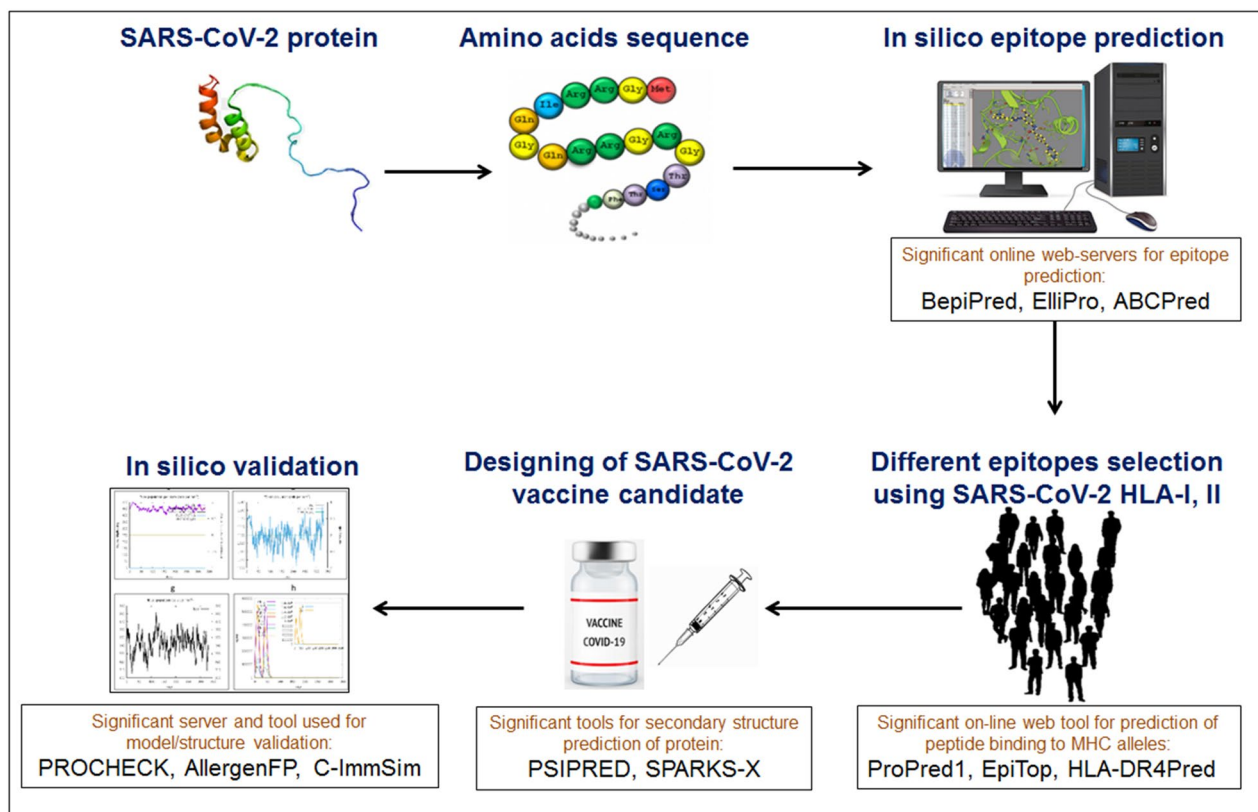 SARS-CoV-2 protein
Amino acids sequence
In silico epitope prediction
Met
Gly
Arg
Arg
Ile
Gln
Gly
Gln
Arg
Arg
Gly
Arg
Gly
Thr
Ser
Thr
Phe
Significant online web-servers for epitope
prediction:
BepiPred, ElliPro, ABCPred
Different epitopes selection
using SARS-CoV-2 HLA-I, II
Significant on-line web tool for prediction of
peptide binding to MHC alleles:
ProPred1, EpiTop, HLA-DR4Pred
Designing of SARS-CoV-2
vaccine candidate
VACCINE
COVID-19
Significant tools for secondary structure
prediction of protein:
PSIPRED, SPARKS-X
In silico validation
g
h
Significant server and tool used for
model/structure validation:
PROCHECK, AllergenFP, C-ImmSim